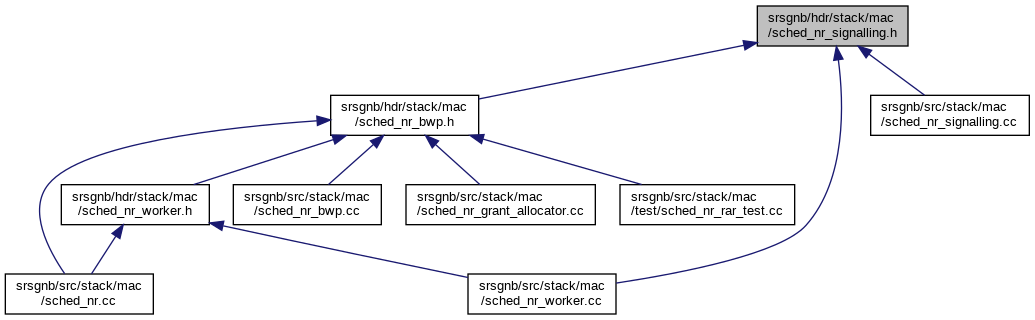 srsgnb/hdr/stack/mac
/sched_nr_signalling.h
srsgnb/hdr/stack/mac
/sched_nr_bwp.h
srsgnb/src/stack/mac
/sched_nr_signalling.cc
srsgnb/hdr/stack/mac
/sched_nr_worker.h
srsgnb/src/stack/mac
/sched_nr_bwp.cc
srsgnb/src/stack/mac
/sched_nr_grant_allocator.cc
srsgnb/src/stack/mac
/test/sched_nr_rar_test.cc
srsgnb/src/stack/mac
/sched_nr.cc
srsgnb/src/stack/mac
/sched_nr_worker.cc